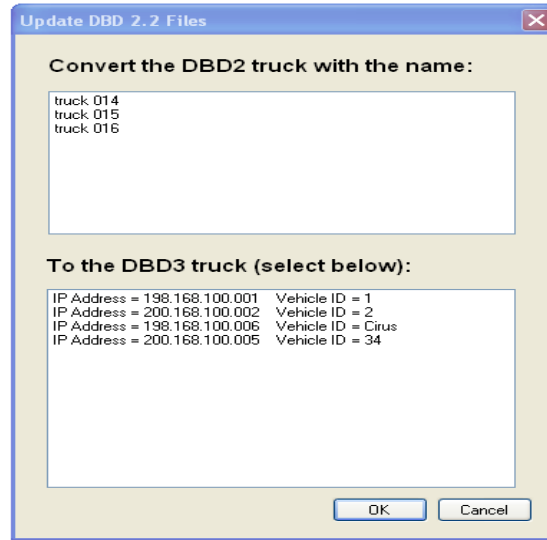 Update DBD 2.2 Files
Convert the DBD2 truck with the name:
truck 014
truck 015
truck 016
To the DBD3 truck (select below):
IP Address = 198.168.100.001 Vehicle ID = 1
IP Address = 200.168.100.002 Vehicle ID = 2
IP Address = 198.168.100.006 Vehicle ID = Cirus
IP Address = 200.168.100.005 Vehicle ID = 34
OK Cancel